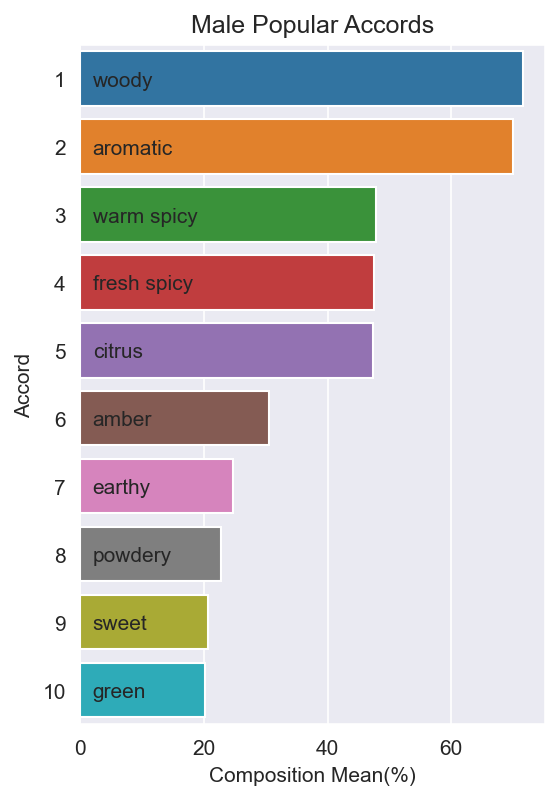 Male Popular Accords
1 woody
2 aromatic
3 warm spicy
4 fresh spicy
5 citrus
Accord
6 amber
7 earthy
8 powdery
9 sweet
10 green
0 20 40 60
Composition Mean(%)